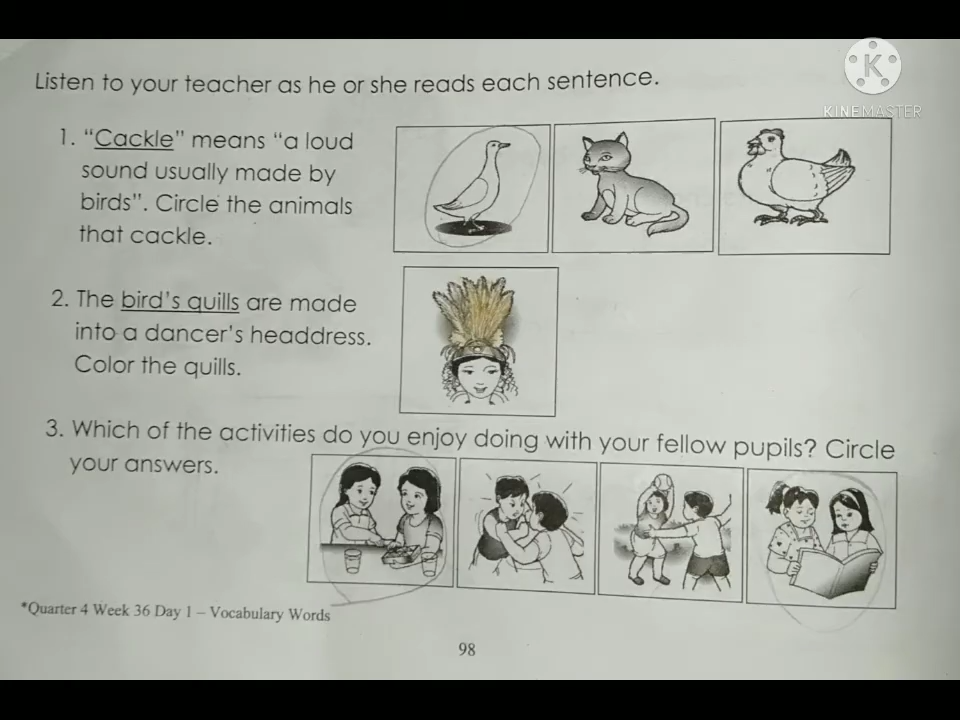 K
KINEMASTER
Listen to your teacher as he or she reads each sentence.
1. “Cackle” means “a loud
sound usually made by
birds”. Circle the animals
that cackle.
2. The bird’s quills are made
into a dancer’s headdress.
Color the quills.
3. Which of the activities do you enjoy doing with your fellow pupils? Circle
your answers.
*Quarter 4 Week 36 Day 1 – Vocabulary Words
98